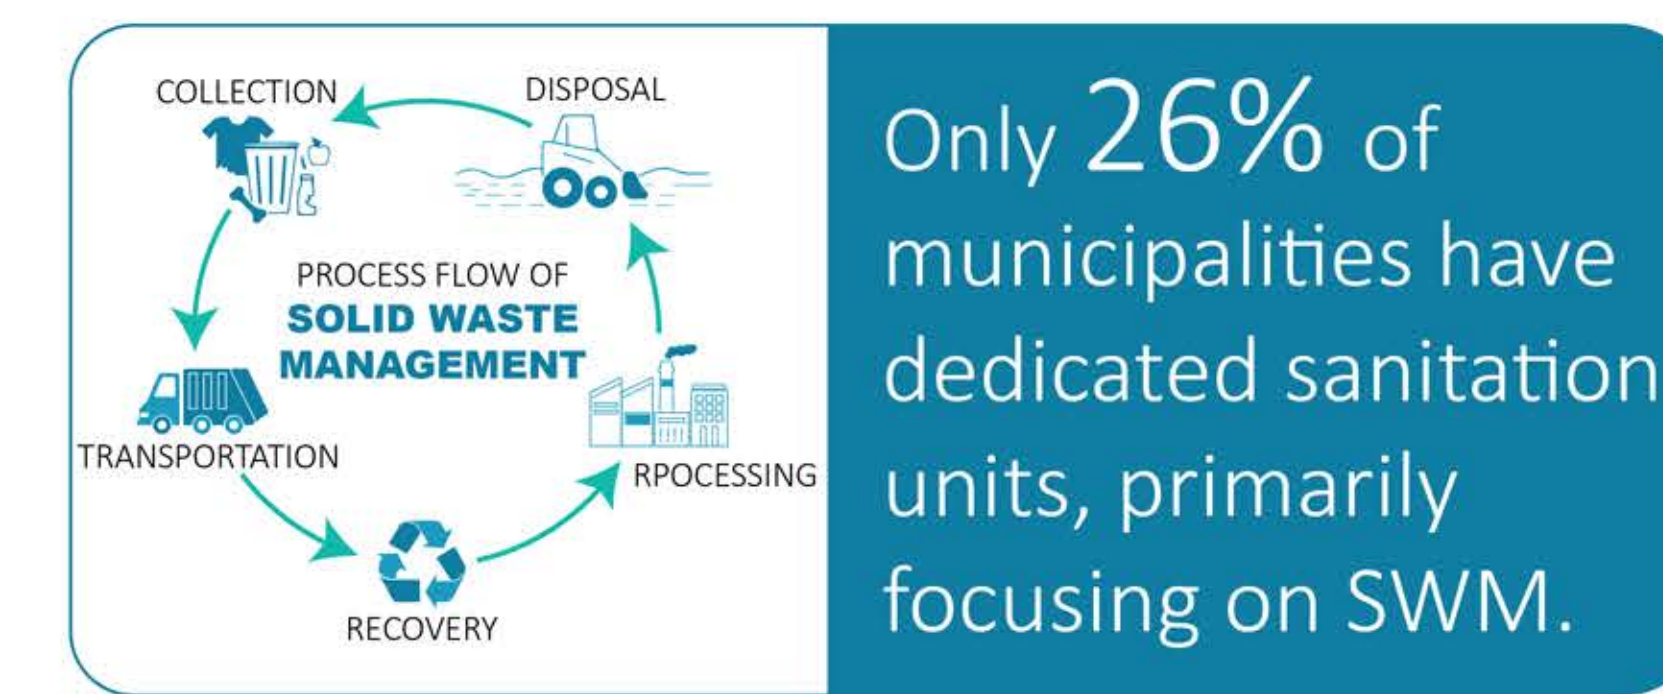 COLLECTION
DISPOSAL
PROCESS FLOW OF
SOLID WASTE
MANAGEMENT
TRANSPORTATION
RPOCESSING
RECOVERY
Only 26% of
municipalities have
dedicated sanitation
units, primarily
focusing on SWM.